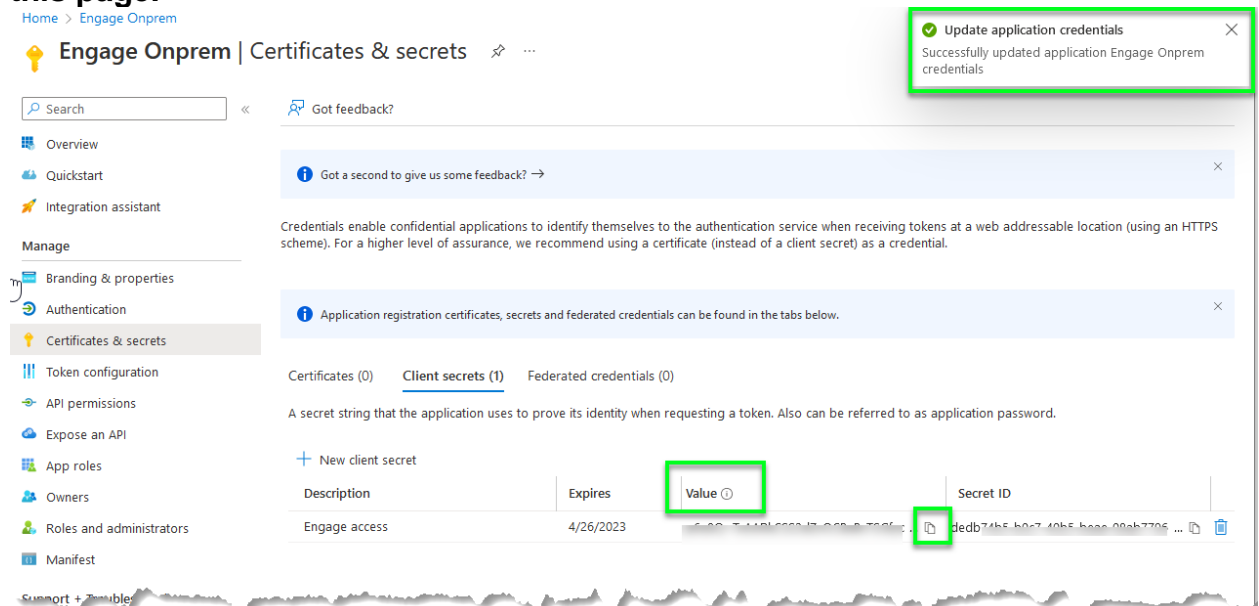 this page.
Home > Engage Onprem
Engage Onprem | Certificates & secrets
Update application credentials
Successfully updated application Engage Onprem
credentials
Search
Got feedback?
Overview
Quickstart
Integration assistant
Got a second to give us some feedback? →
Credentials enable confidential applications to identify themselves to the authentication service when receiving tokens at a web addressable location (using an HTTPS
scheme). For a higher level of assurance, we recommend using a certificate (instead of a client secret) as a credential.
Manage
Branding & properties
Authentication
Certificates & secrets
Token configuration
API permissions
Expose an API
App roles
Owners
Roles and administrators
Manifest
Application registration certificates, secrets and federated credentials can be found in the tabs below.
Certificates (0) Client secrets (1) Federated credentials (0)
A secret string that the application uses to prove its identity when requesting a token. Also can be referred to as application password.
New client secret
Description Expires Value Secret ID
Engage access 4/26/2023
Support +